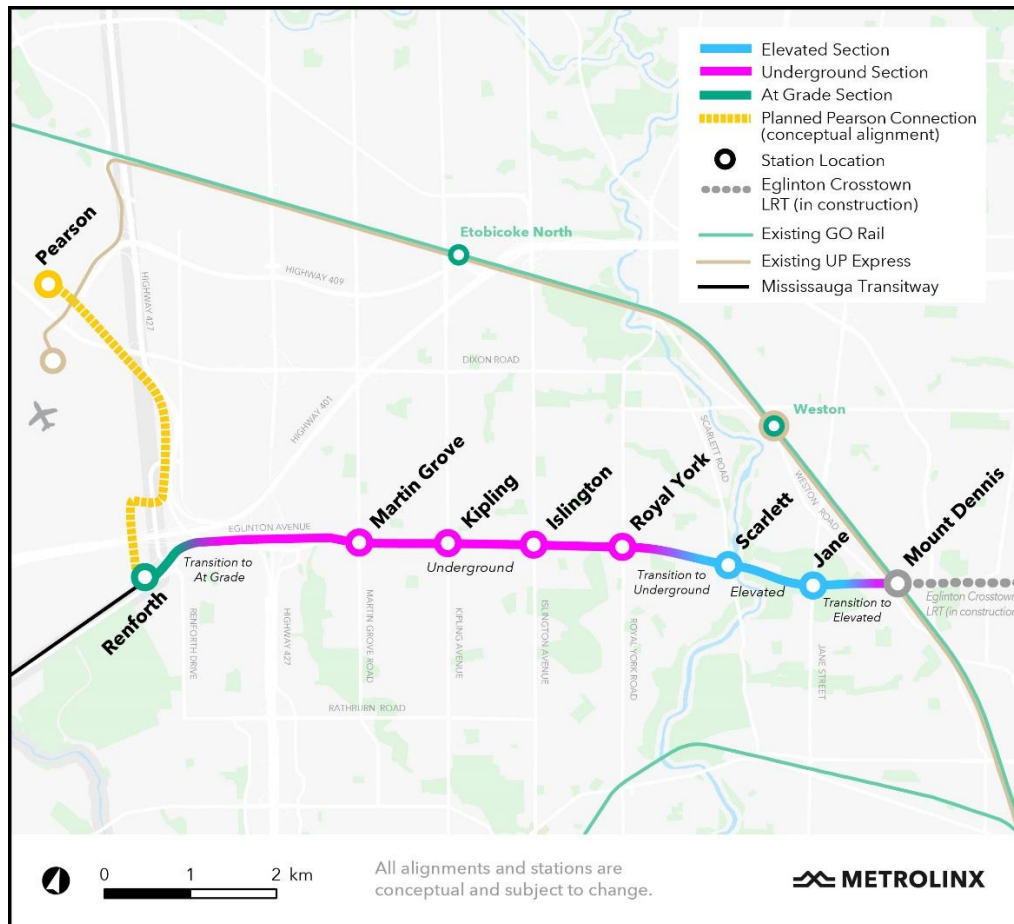 Elevated Section
Underground Section
At Grade Section
Planned Pearson Connection
(conceptual alignment)
Station Location
Eglinton Crosstown
LRT (in construction)
Existing GO Rail
Existing UP Express
Mississauga Transitway
Pearson
HIGHWAY 427
HIGHWAY 409
Etobicoke North
DIXON ROAD
HIGHWAY 401
Weston
SCARLETT ROAD
WESTON ROAD
EGLINTON AVENUE
Renforth
Transition to
At Grade
Martin Grove
Kipling
Underground
Islington
Royal York
Transition to
Underground
Scarlett
Elevated
Jane
Transition to
Elevated
Mount Dennis
Eglinton Crosstown
LRT (in construction)
RENFORTH DRIVE
HIGHWAY 427
MARTIN GROVE ROAD
KIPLING AVENUE
ISLINGTON AVENUE
ROYAL YORK ROAD
JANE STREET
RATHBURN ROAD
0 1 2 km
All alignments and stations are
conceptual and subject to change.
METROLINX